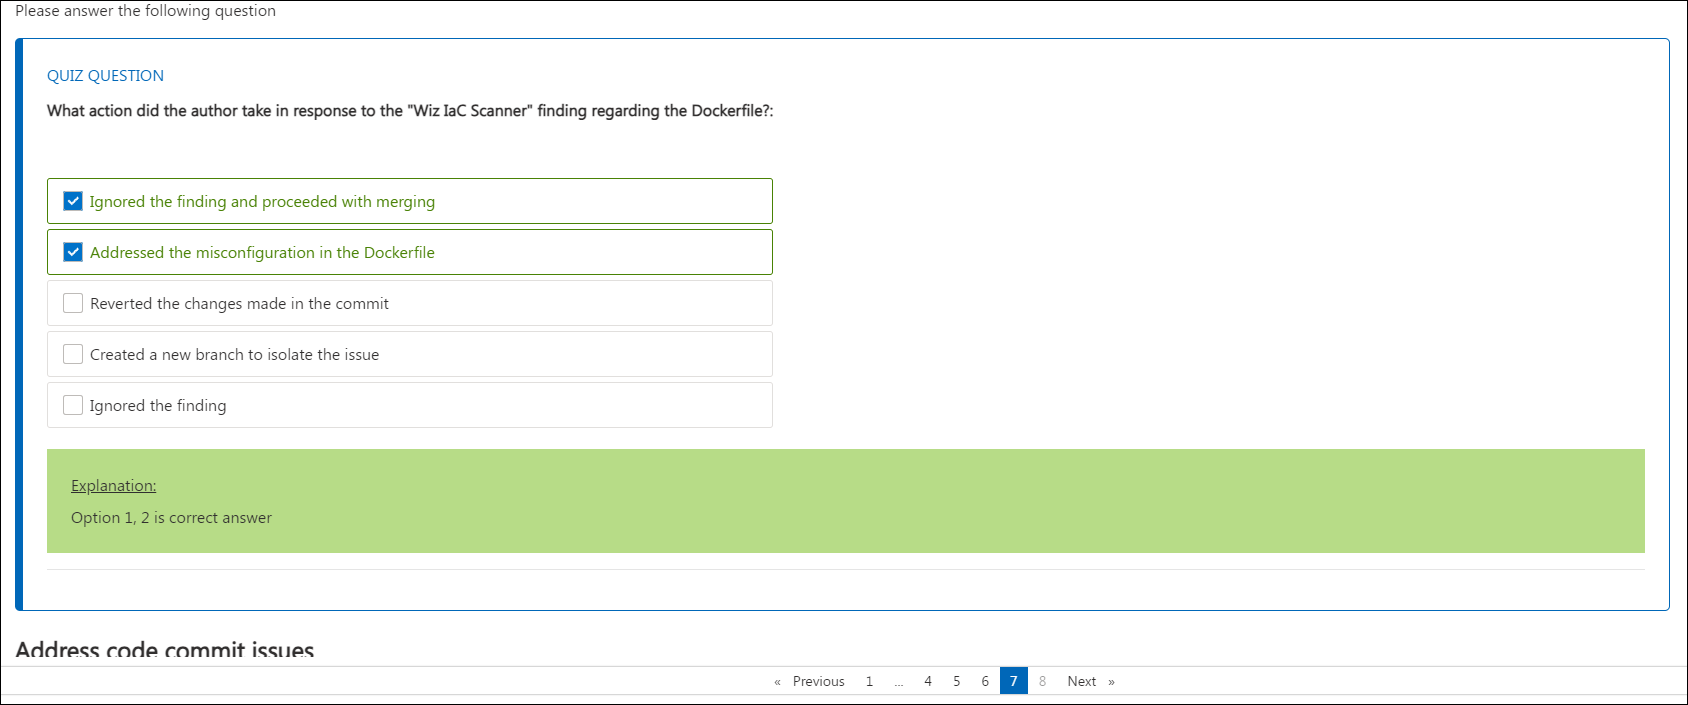 Please answer the following question
QUIZ QUESTION
What action did the author take in response to the "Wiz IaC Scanner" finding regarding the Dockerfile?:
Ignored the finding and proceeded with merging
Addressed the misconfiguration in the Dockerfile
Reverted the changes made in the commit
Created a new branch to isolate the issue
Ignored the finding
Explanation:
Option 1, 2 is correct answer
Address code commit issues
« Previous 1 ... 4 5 6 7 8 Next »